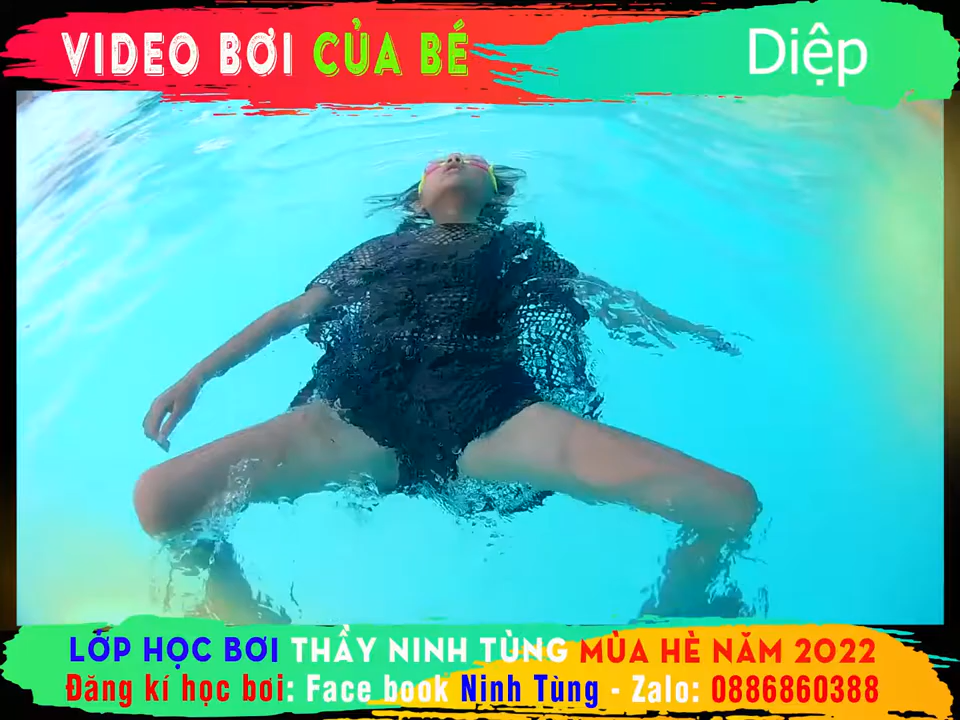 VIDEO BƠI CỦA BÉ
Diệp
LỚP HỌC BƠI THẦY NINH TÙNG MÙA HÈ NĂM 2022
Đăng kí học bơi: Face book Ninh Tùng - Zalo: 0886860388